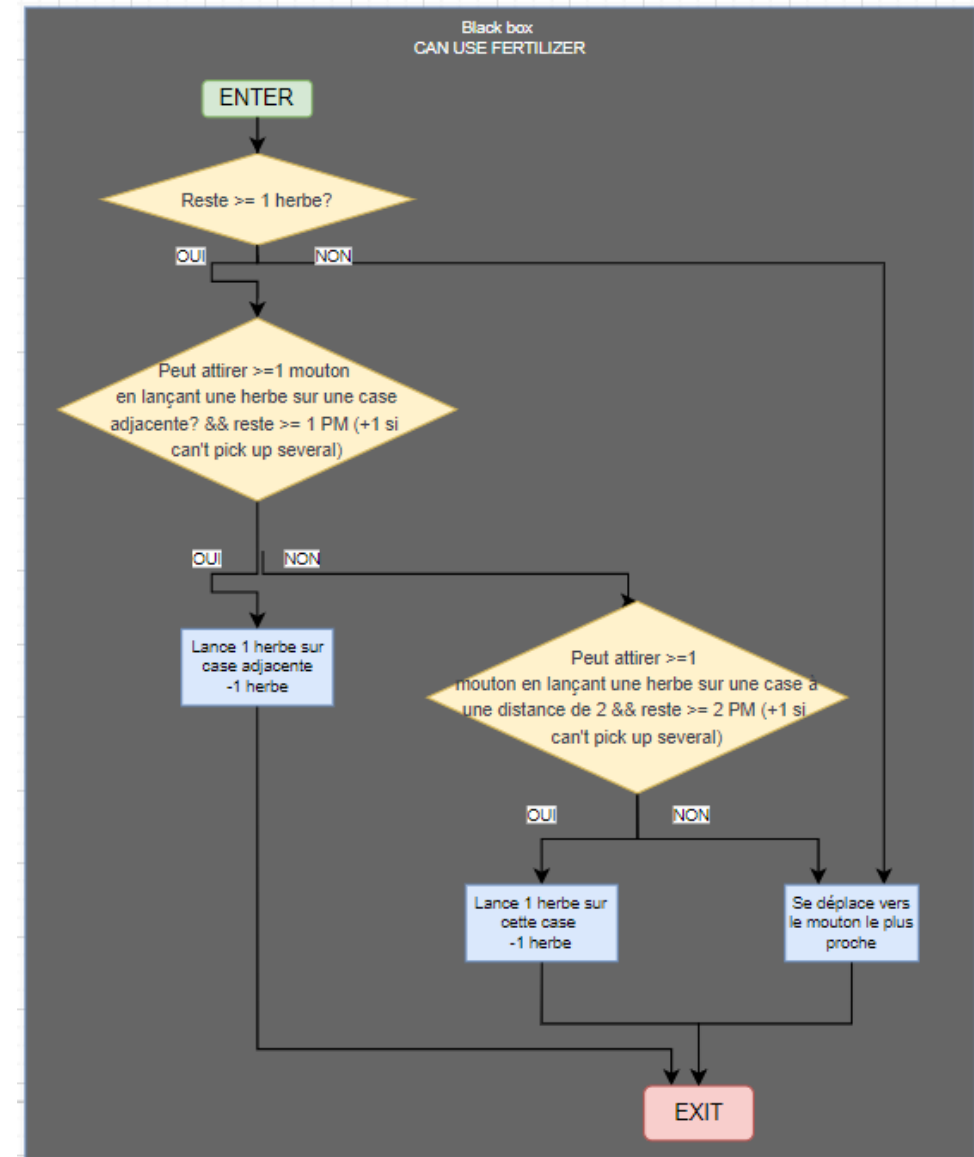 Black box
CAN USE FERTILIZER
ENTER
Reste >= 1 herbe?
OUI
NON
Peut attirer >=1 mouton
en lançant une herbe sur une case
adjacente? && reste >= 1 PM (+1 si
can't pick up several)
OUI
NON
Lance 1 herbe sur
case adjacente
-1 herbe
Peut attirer >=1
mouton en lançant une herbe sur une case à
une distance de 2 && reste >= 2 PM (+1 si
can't pick up several)
OUI
NON
Lance 1 herbe sur
cette case
-1 herbe
Se déplace vers
le mouton le plus
proche
EXIT